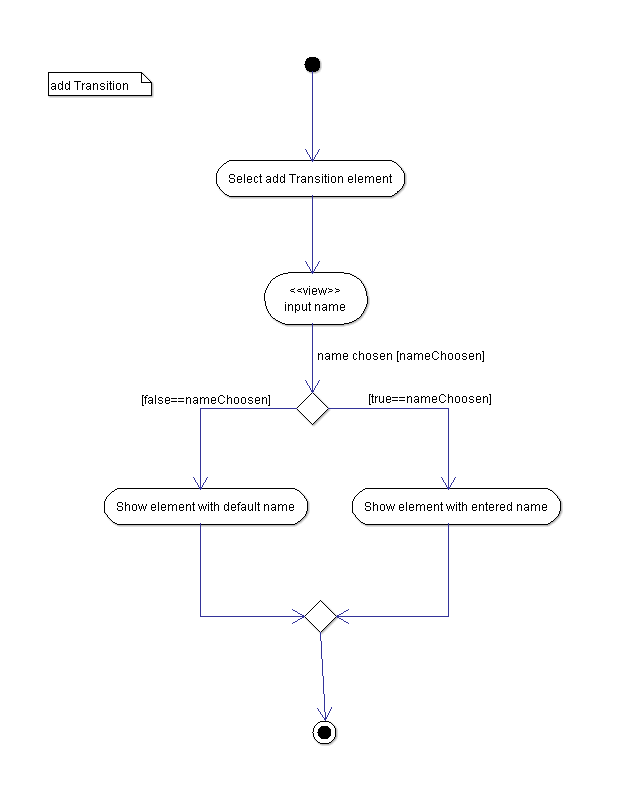 add Transition
Select add Transition element
<<view>>
input name
name chosen [nameChoosen]
[false==nameChoosen]
[true==nameChoosen]
Show element with default name
Show element with entered name